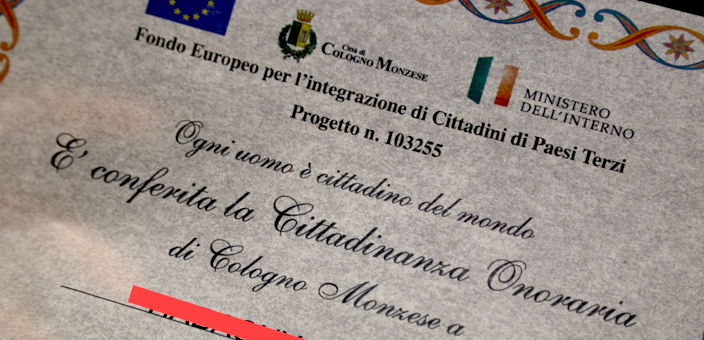 Città di
COLOGNO MONZESE
MINISTERO
DELL'INTERNO
Fondo Europeo per l'integrazione di Cittadini di Paesi Terzi
Progetto n. 103255
Ogni uomo è cittadino del mondo
E' conferita la Cittadinanza Onoraria
di Cologno Monzese a